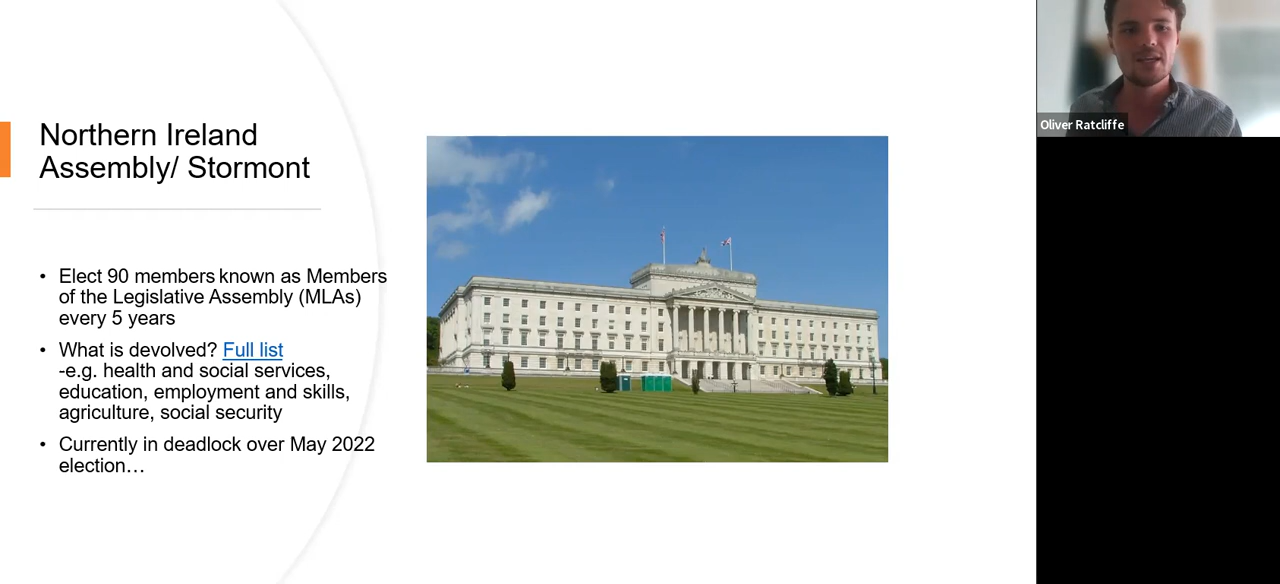 Northern Ireland
Assembly/ Stormont
• Elect 90 members known as Members
of the Legislative Assembly (MLAs)
every 5 years
• What is devolved? Full list
-e.g. health and social services,
education, employment and skills,
agriculture, social security
• Currently in deadlock over May 2022
election…
Oliver Ratcliffe